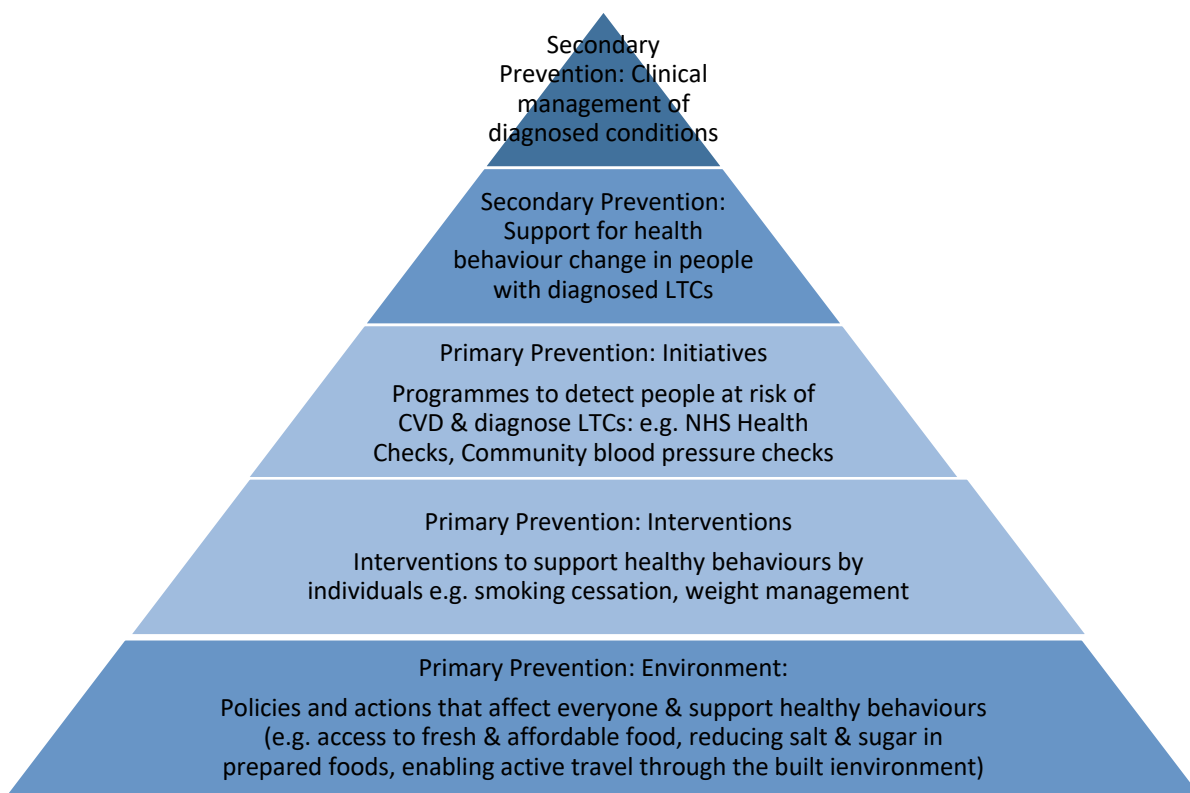 Secondary
Prevention: Clinical
management of
diagnosed conditions
Secondary Prevention:
Support for health
behaviour change in people
with diagnosed LTCs
Primary Prevention: Initiatives
Programmes to detect people at risk of
CVD & diagnose LTCs: e.g. NHS Health
Checks, Community blood pressure checks
Primary Prevention: Interventions
Interventions to support healthy behaviours by
individuals e.g. smoking cessation, weight management
Primary Prevention: Environment:
Policies and actions that affect everyone & support healthy behaviours
(e.g. access to fresh & affordable food, reducing salt & sugar in
prepared foods, enabling active travel through the built ienvironment)